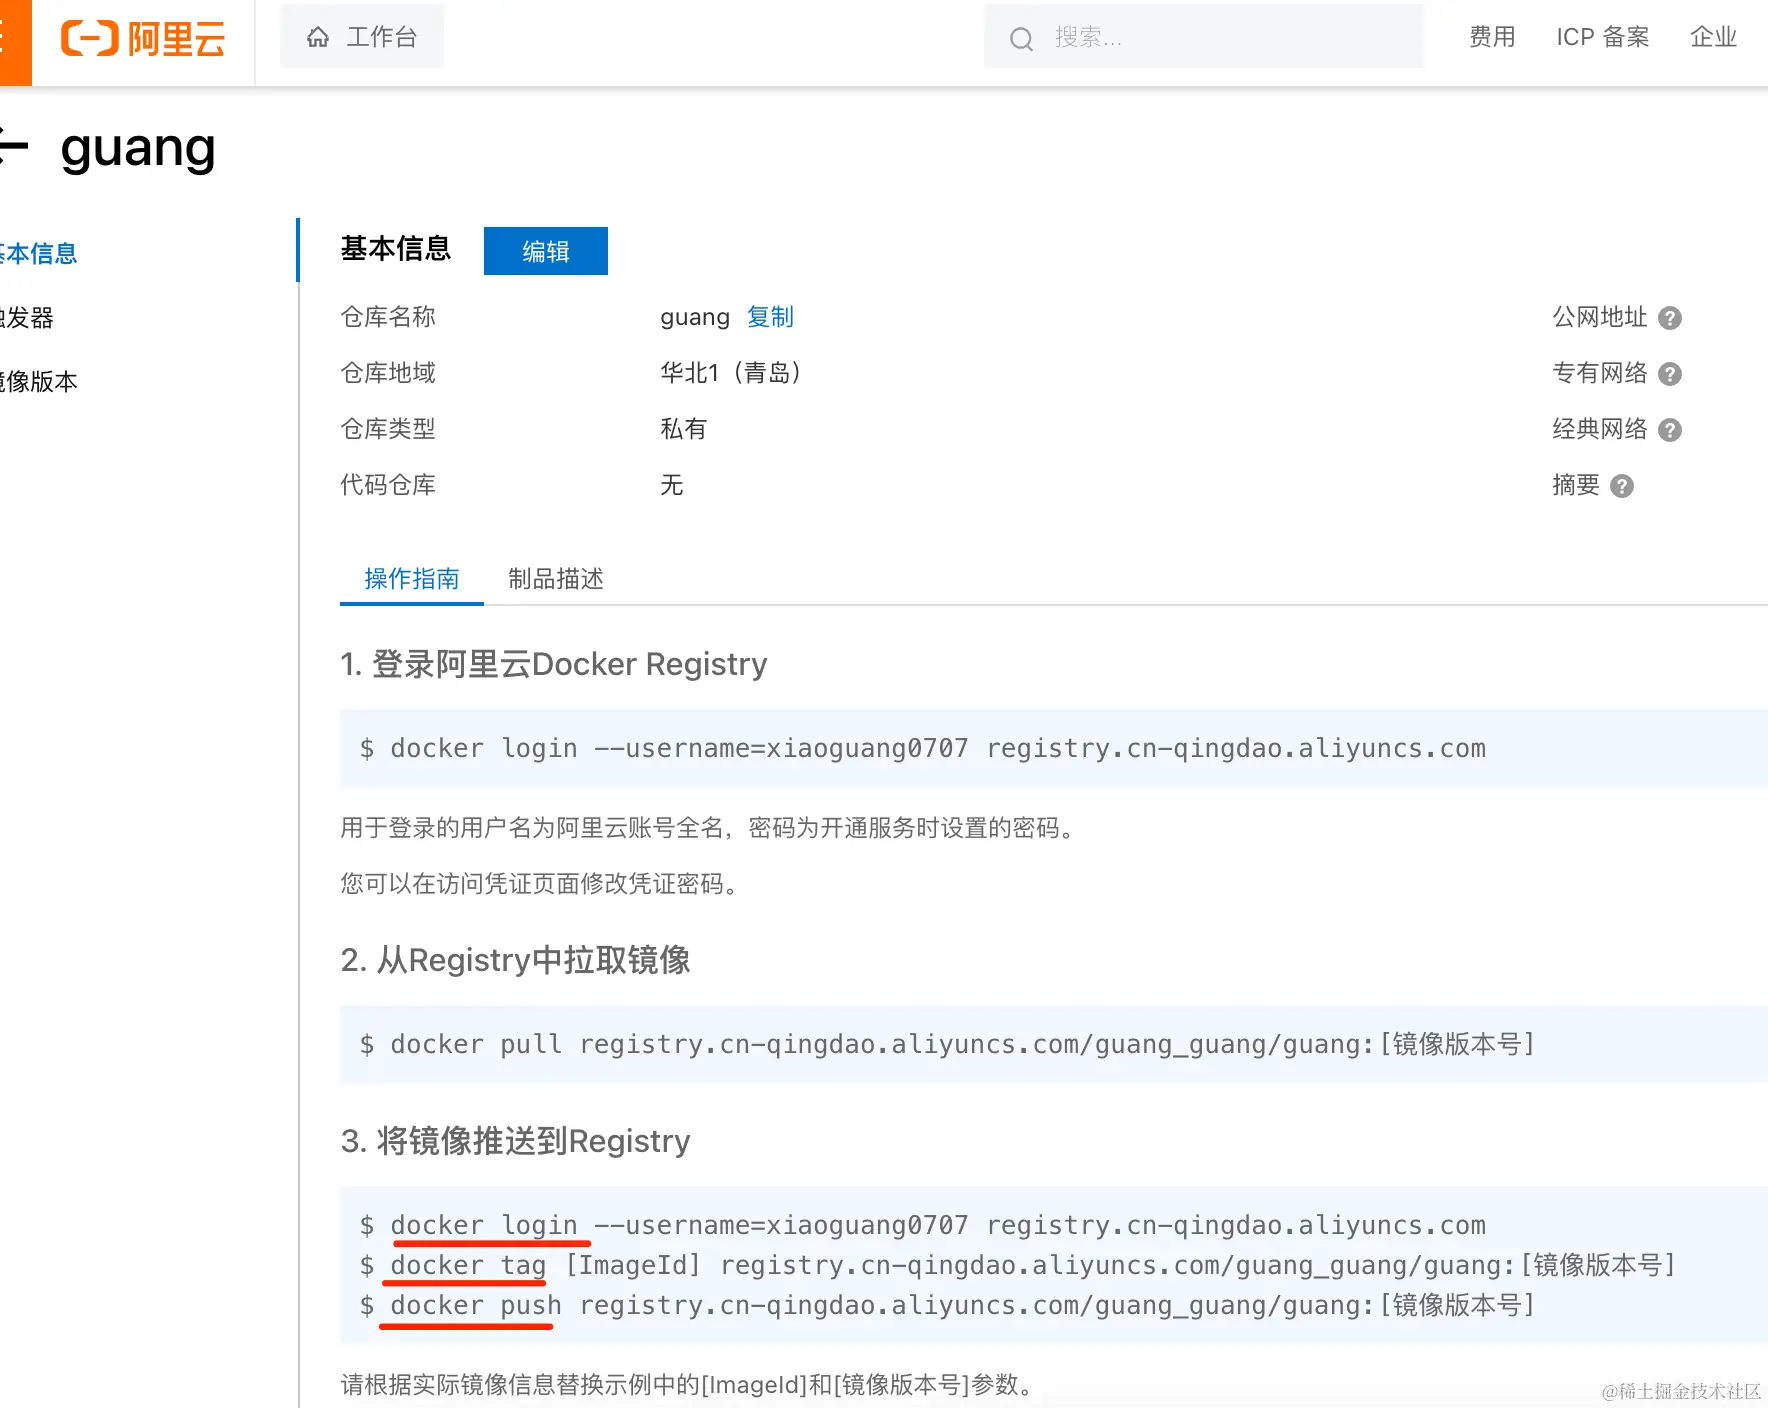 阿里云
工作台
搜索...
费用
ICP 备案
企业
guang
基本信息
触发器
镜像版本
基本信息
编辑
仓库名称
guang 复制
公网地址
仓库地域
华北1（青岛）
专有网络
仓库类型
私有
经典网络
代码仓库
无
摘要
操作指南
制品描述
1. 登录阿里云Docker Registry
$ docker login --username=xiaoguang0707 registry.cn-qingdao.aliyuncs.com
用于登录的用户名为阿里云账号全名，密码为开通服务时设置的密码。
您可以在访问凭证页面修改凭证密码。
2. 从Registry中拉取镜像
$ docker pull registry.cn-qingdao.aliyuncs.com/guang_guang/guang:[镜像版本号]
3. 将镜像推送到Registry
$ docker login --username=xiaoguang0707 registry.cn-qingdao.aliyuncs.com
$ docker tag [ImageId] registry.cn-qingdao.aliyuncs.com/guang_guang/guang:[镜像版本号]
$ docker push registry.cn-qingdao.aliyuncs.com/guang_guang/guang:[镜像版本号]
请根据实际镜像信息替换示例中的[ImageId]和[镜像版本号]参数。
@稀土掘金技术社区